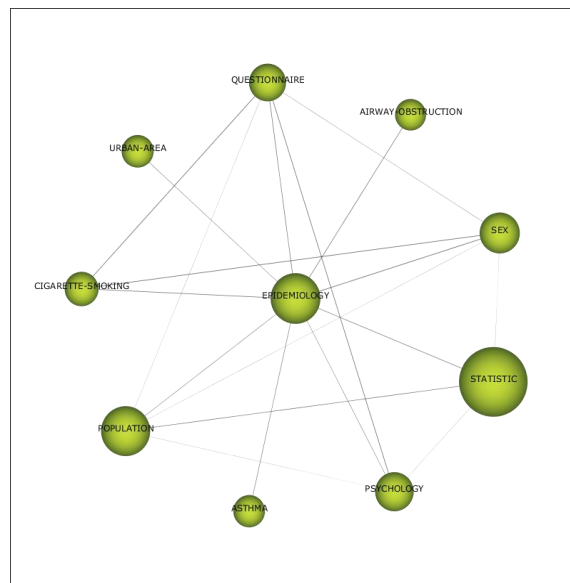 QUESTIONNAIRE
AIRWAY-OBSTRUCTION
URBAN-AREA
SEX
CIGARETTE-SMOKING
EPIDEMIOLOGY
STATISTIC
POPULATION
PSYCHOLOGY
ASTHMA